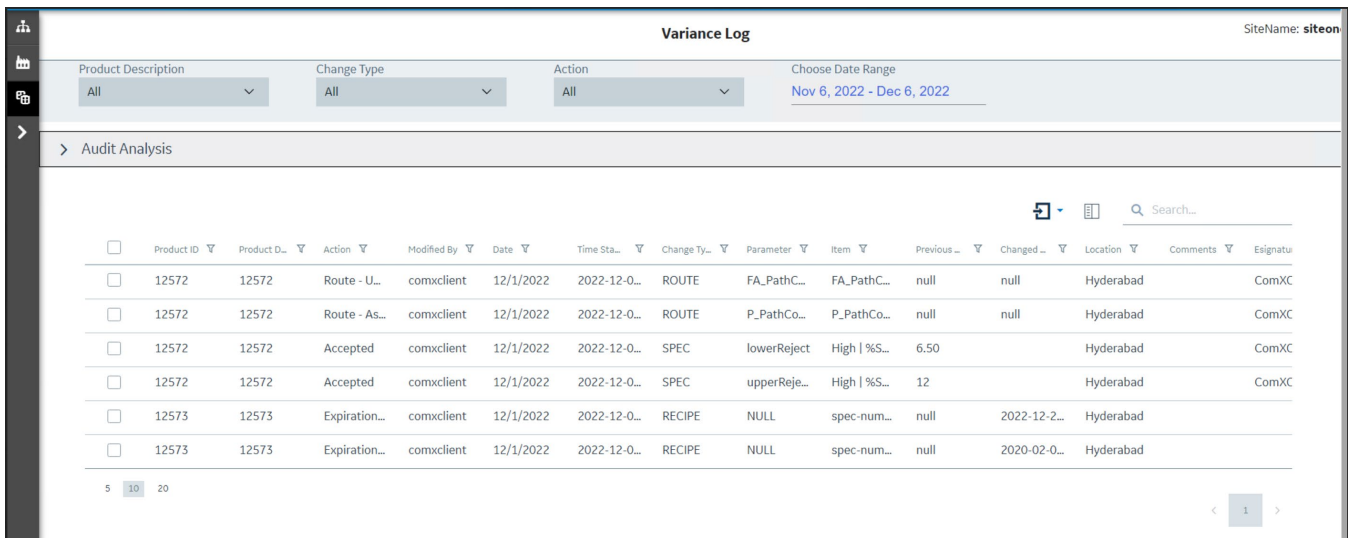 Variance Log
SiteName: siteon
Product Description Change Type Action Choose Date Range
All All All Nov 6, 2022 - Dec 6, 2022
Audit Analysis
Search...
Product ID Product D... Action Modified By Date Time Sta... Change Ty... Parameter Item Previous ... Changed ... Location Comments Esignatu
12572 12572 Route - U... comxclient 12/1/2022 2022-12-0... ROUTE FA_PathC... FA_PathC... null null Hyderabad ComXC
12572 12572 Route - As... comxclient 12/1/2022 2022-12-0... ROUTE P_PathCo... P_PathCo... null null Hyderabad ComXC
12572 12572 Accepted comxclient 12/1/2022 2022-12-0... SPEC lowerReject High | %S... 6.50 Hyderabad ComXC
12572 12572 Accepted comxclient 12/1/2022 2022-12-0... SPEC upperReje... High | %S... 12 Hyderabad ComXC
12573 12573 Expiration... comxclient 12/1/2022 2022-12-0... RECIPE NULL spec-num... null 2022-12-2... Hyderabad
12573 12573 Expiration... comxclient 12/1/2022 2022-12-0... RECIPE NULL spec-num... null 2020-02-0... Hyderabad
5 10 20
1